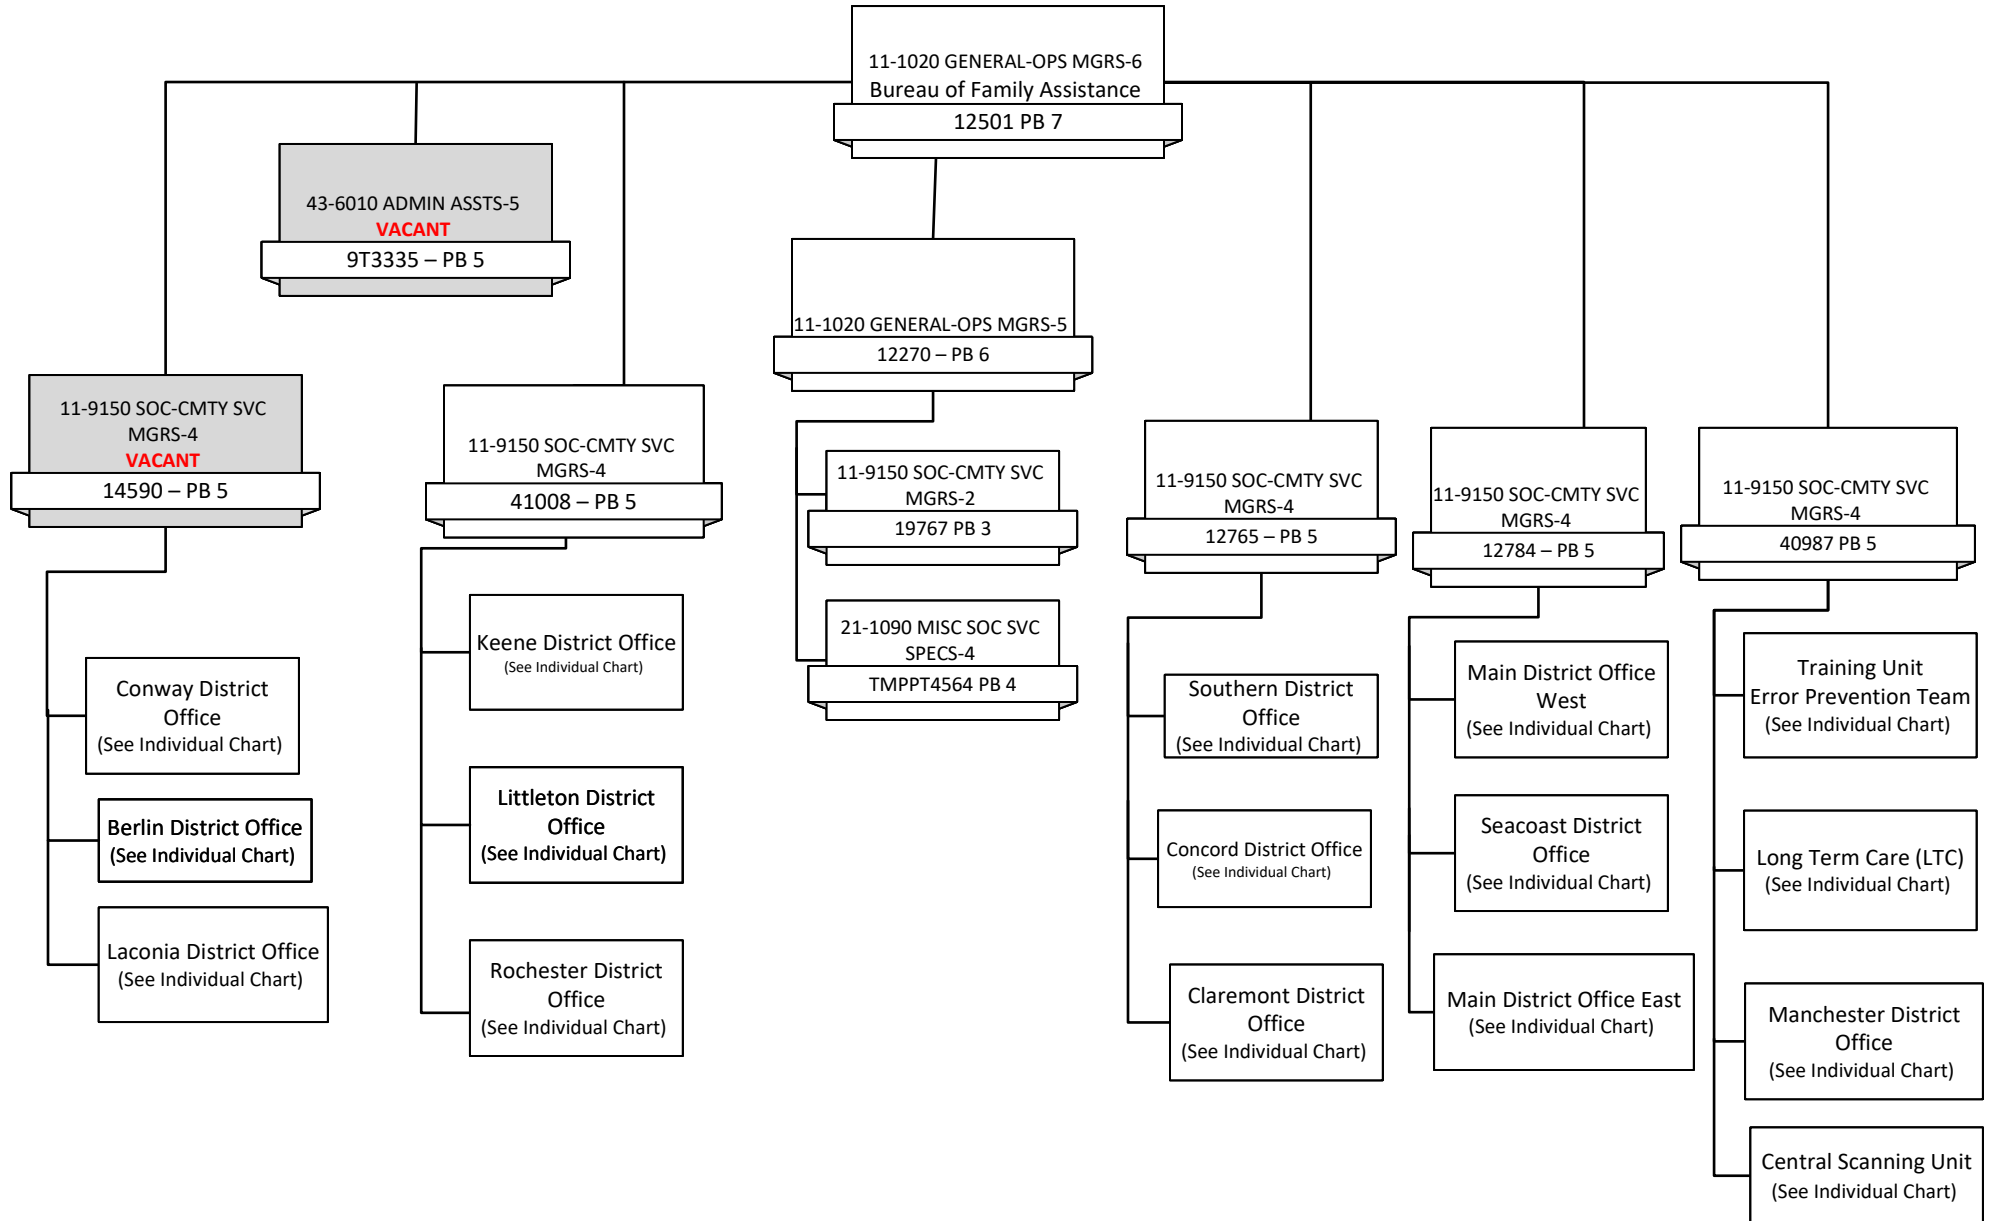 11-1020 GENERAL-OPS MGRS-6
Bureau of Family Assistance
12501 PB 7
43-6010 ADMIN ASSTS-5
VACANT
9T3335 – PB 5
11-1020 GENERAL-OPS MGRS-5
12270 – PB 6
11-9150 SOC-CMTY SVC
MGRS-4
VACANT
14590 – PB 5
Conway District
Office
(See Individual Chart)
Berlin District Office
(See Individual Chart)
Laconia District Office
(See Individual Chart)
11-9150 SOC-CMTY SVC
MGRS-4
41008 – PB 5
Keene District Office
(See Individual Chart)
Littleton District
Office
(See Individual Chart)
Rochester District
Office
(See Individual Chart)
11-9150 SOC-CMTY SVC
MGRS-2
19767 PB 3
21-1090 MISC SOC SVC
SPECS-4
TMPPT4564 PB 4
11-9150 SOC-CMTY SVC
MGRS-4
12765 – PB 5
Southern District
Office
(See Individual Chart)
Concord District Office
(See Individual Chart)
Claremont District
Office
(See Individual Chart)
11-9150 SOC-CMTY SVC
MGRS-4
12784 – PB 5
Main District Office
West
(See Individual Chart)
Seacoast District
Office
(See Individual Chart)
Main District Office East
(See Individual Chart)
11-9150 SOC-CMTY SVC
MGRS-4
40987 PB 5
Training Unit
Error Prevention Team
(See Individual Chart)
Long Term Care (LTC)
(See Individual Chart)
Manchester District
Office
(See Individual Chart)
Central Scanning Unit
(See Individual Chart)